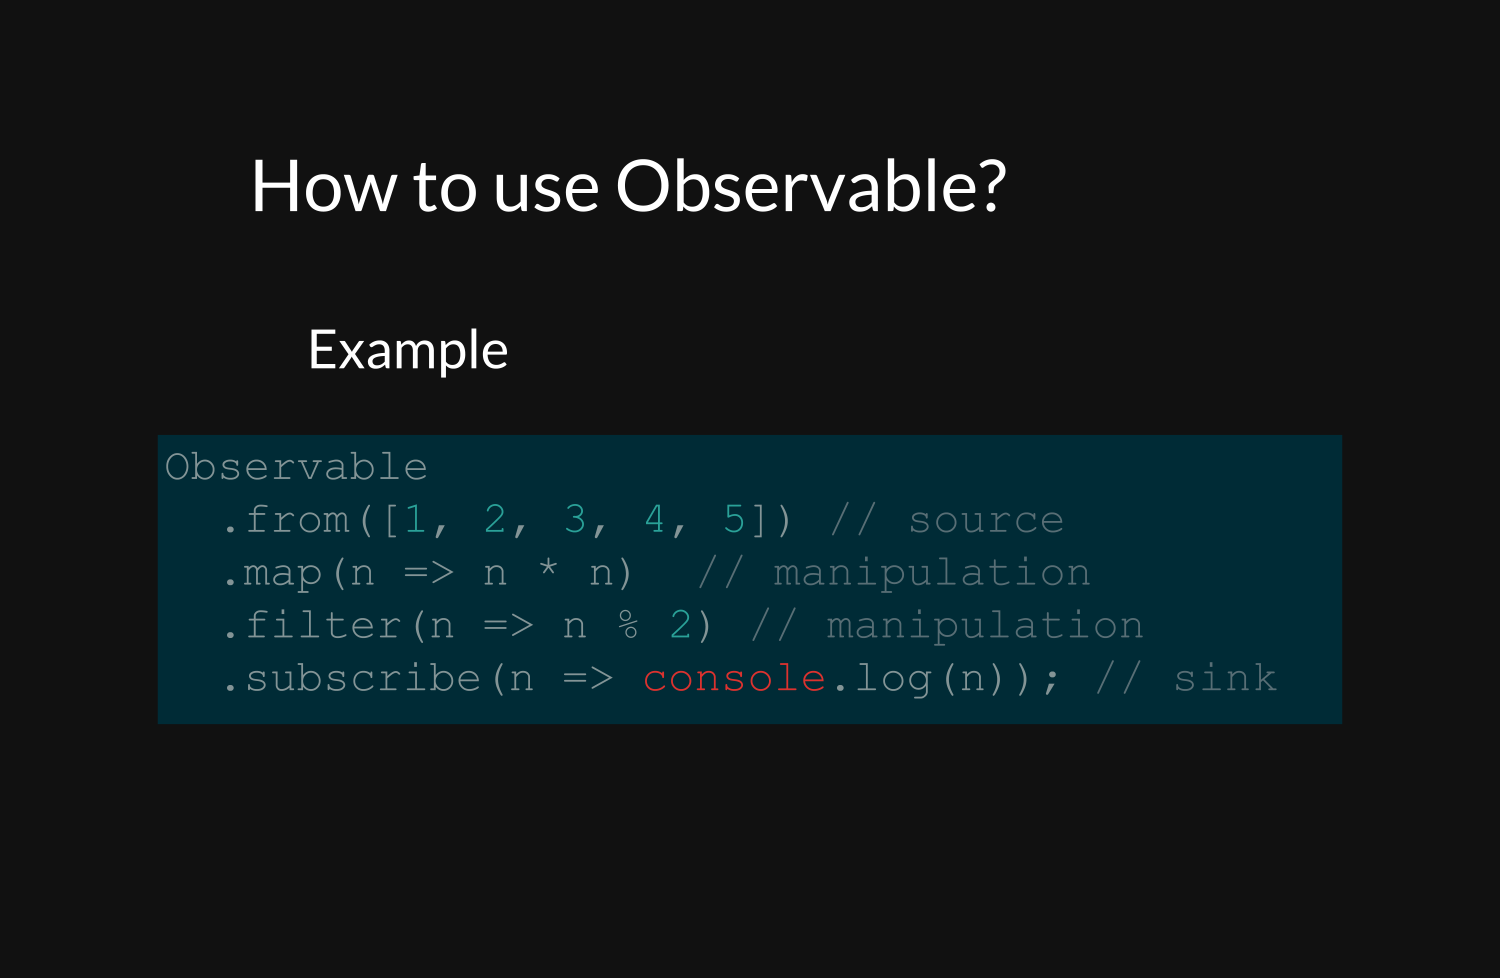 How to use Observable?
Example
Observable
  .from([1, 2, 3, 4, 5]) // source
  .map(n => n * n)  // manipulation
  .filter(n => n % 2) // manipulation
  .subscribe(n => console.log(n)); // sink